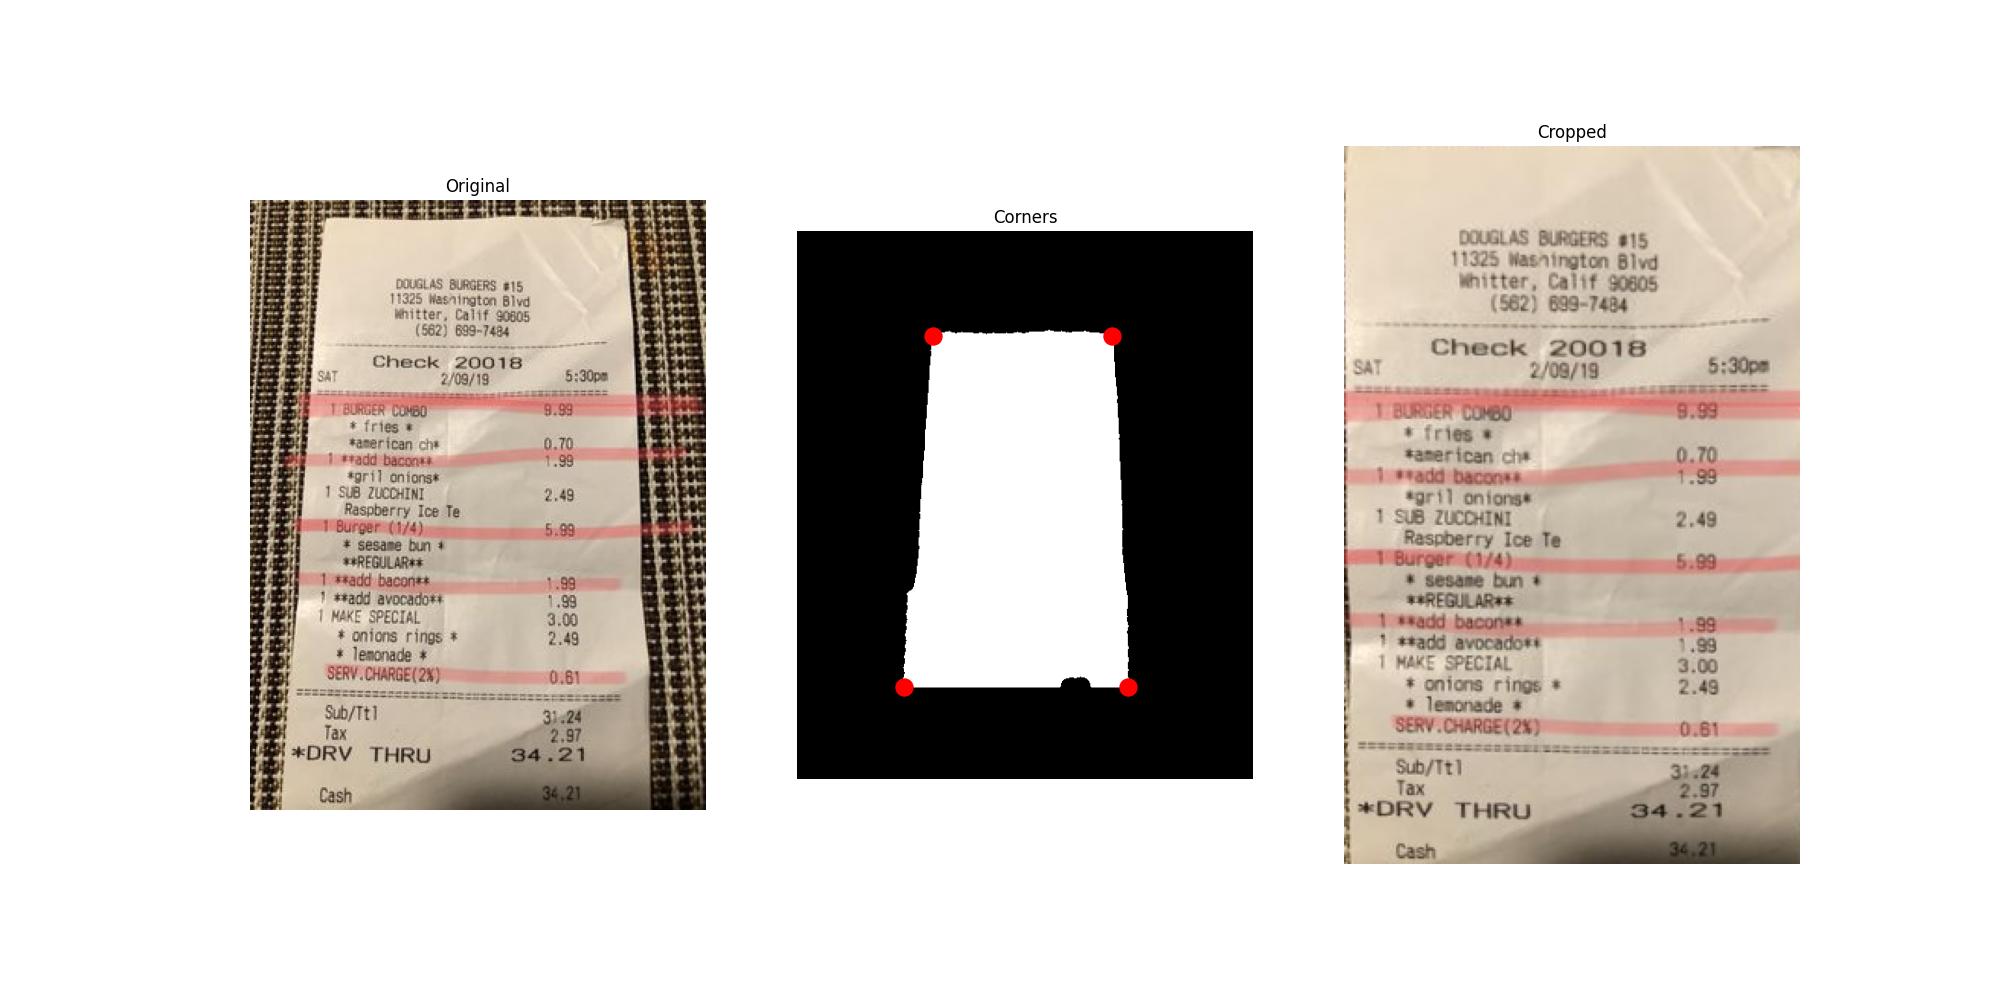 Original
DOUGLAS BURGERS #15
11325 Washington Blvd
Whitter, Calif 90605
(562) 699-7484
Check 20018
SAT 2/09/19 5:30pm
1 BURGER COMBO 9.99
* fries *
*american ch* 0.70
1 **add bacon** 1.99
*gril onions*
1 SUB ZUCCHINI 2.49
Raspberry Ice Te
1 Burger (1/4) 5.99
* sesame bun *
**REGULAR**
1 **add bacon** 1.99
1 **add avocado** 1.99
1 MAKE SPECIAL 3.00
* onions rings * 2.49
* lemonade *
SERV.CHARGE(2%) 0.61
Sub/Ttl 31.24
Tax 2.97
*DRV THRU 34.21
Cash 34.21
Corners
Cropped
DOUGLAS BURGERS #15
11325 Washington Blvd
Whitter, Calif 90605
(562) 699-7484
Check 20018
SAT 2/09/19 5:30pm
1 BURGER COMBO 9.99
* fries *
*american ch* 0.70
1 **add bacon** 1.99
*gril onions*
1 SUB ZUCCHINI 2.49
Raspberry Ice Te
1 Burger (1/4) 5.99
* sesame bun *
**REGULAR**
1 **add bacon** 1.99
1 **add avocado** 1.99
1 MAKE SPECIAL 3.00
* onions rings * 2.49
* lemonade *
SERV.CHARGE(2%) 0.61
Sub/Ttl 31.24
Tax 2.97
*DRV THRU 34.21
Cash 34.21